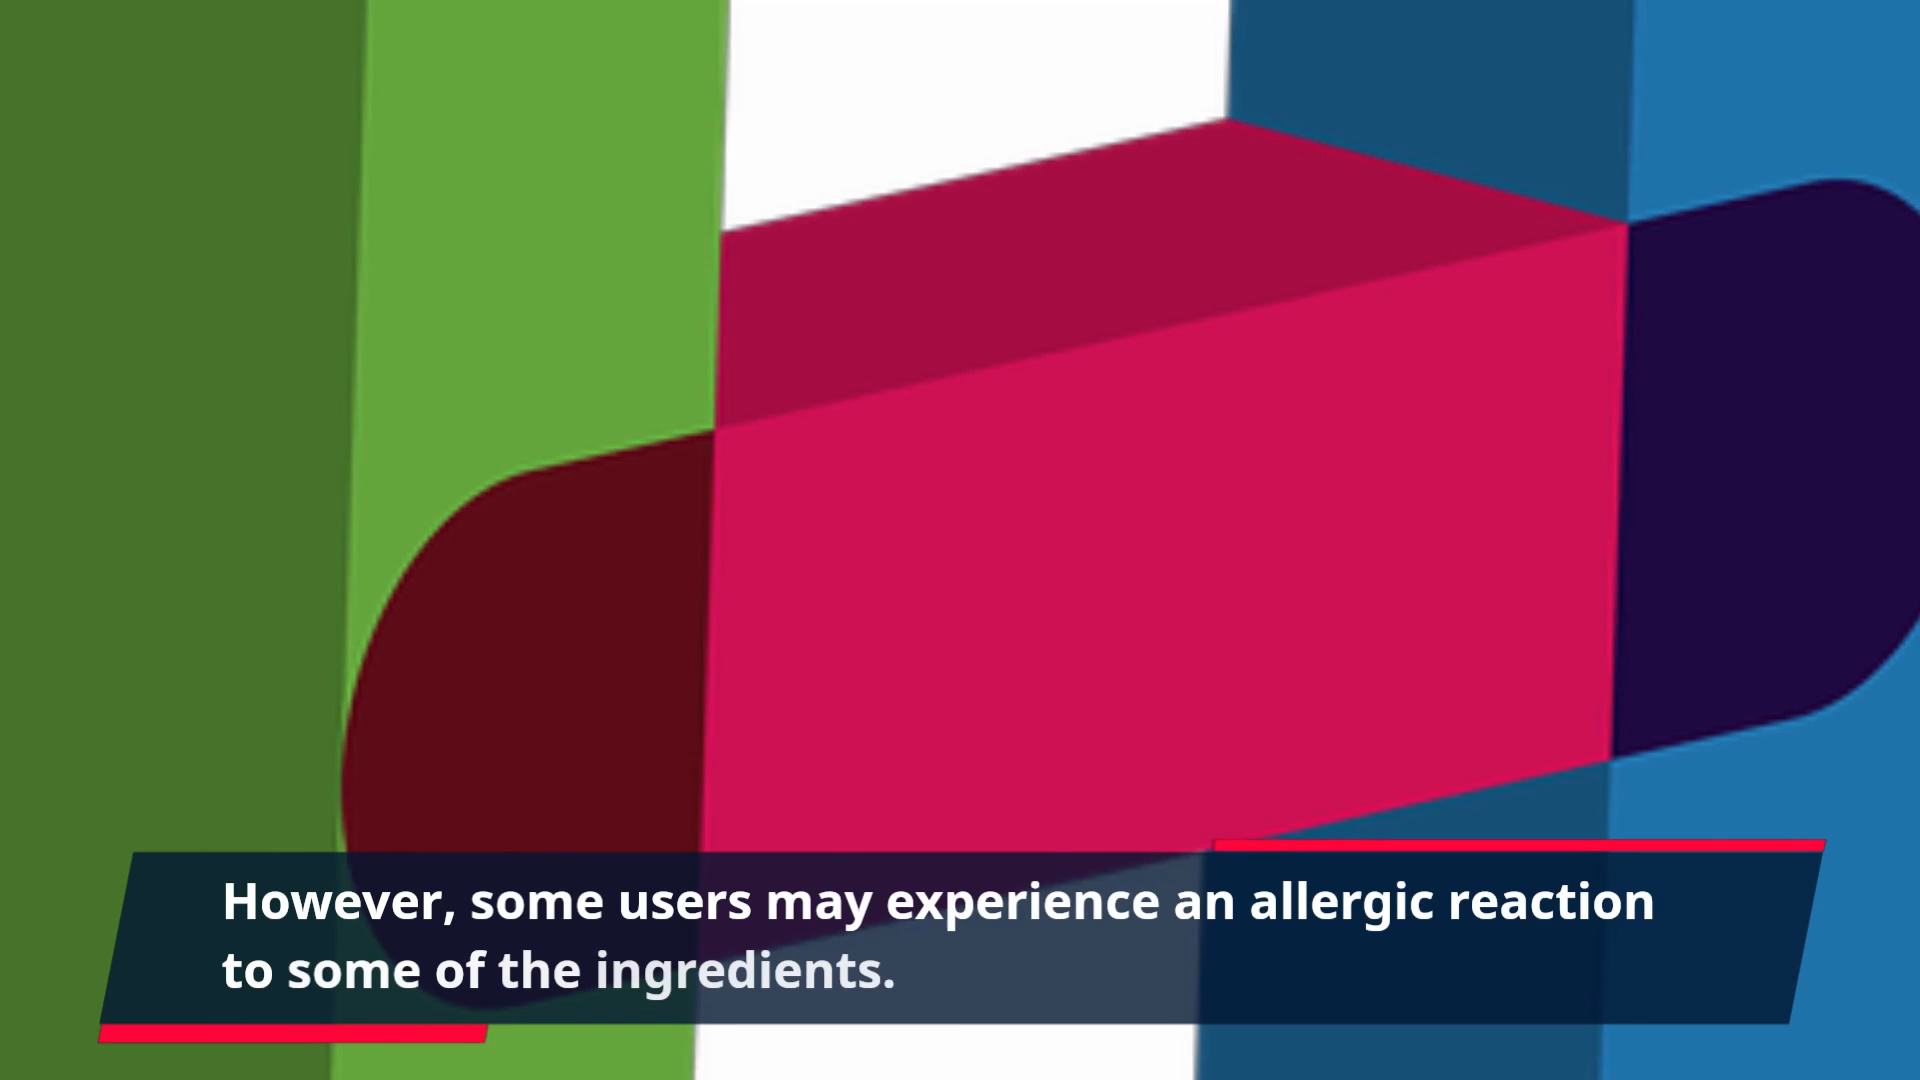 However, some users may experience an allergic reaction
to some of the ingredients.